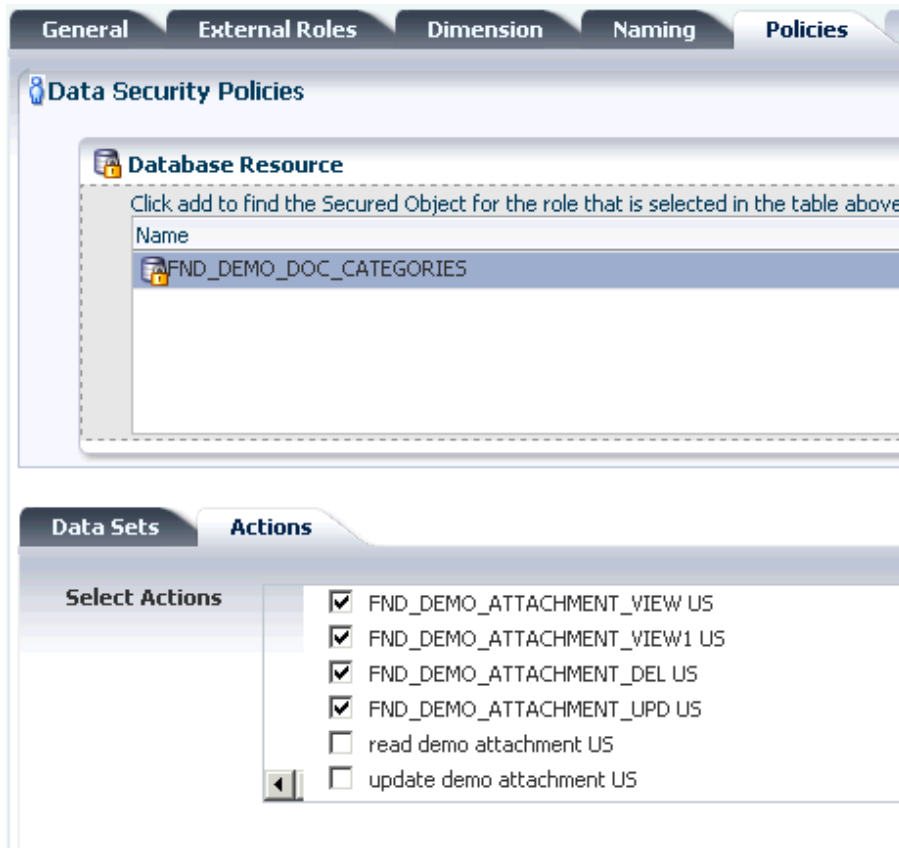 General External Roles Dimension Naming Policies
Data Security Policies
Database Resource
Click add to find the Secured Object for the role that is selected in the table above
Name
FND_DEMO_DOC_CATEGORIES
Data Sets Actions
Select Actions
FND_DEMO_ATTACHMENT_VIEW US
FND_DEMO_ATTACHMENT_VIEW1 US
FND_DEMO_ATTACHMENT_DEL US
FND_DEMO_ATTACHMENT_UPD US
read demo attachment US
update demo attachment US